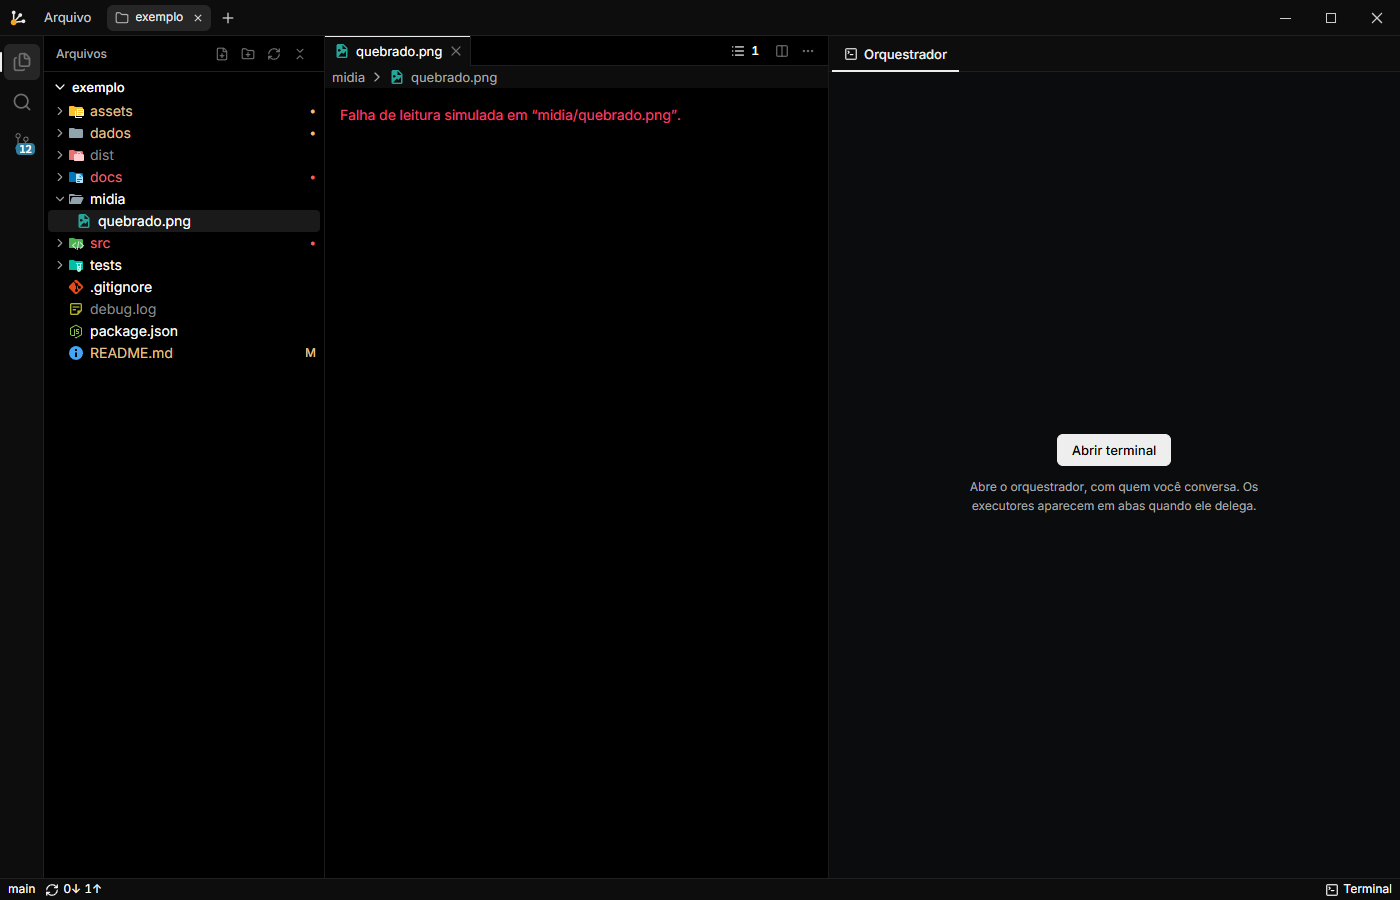 Arquivo
exemplo
Arquivos
exemplo
assets
dados
dist
docs
midia
quebrado.png
src
tests
.gitignore
debug.log
package.json
README.md M
12
quebrado.png
1
midia > quebrado.png
Falha de leitura simulada em “midia/quebrado.png”.
Orquestrador
Abrir terminal
Abre o orquestrador, com quem você conversa. Os
executores aparecem em abas quando ele delega.
main 0↓ 1↑
Terminal